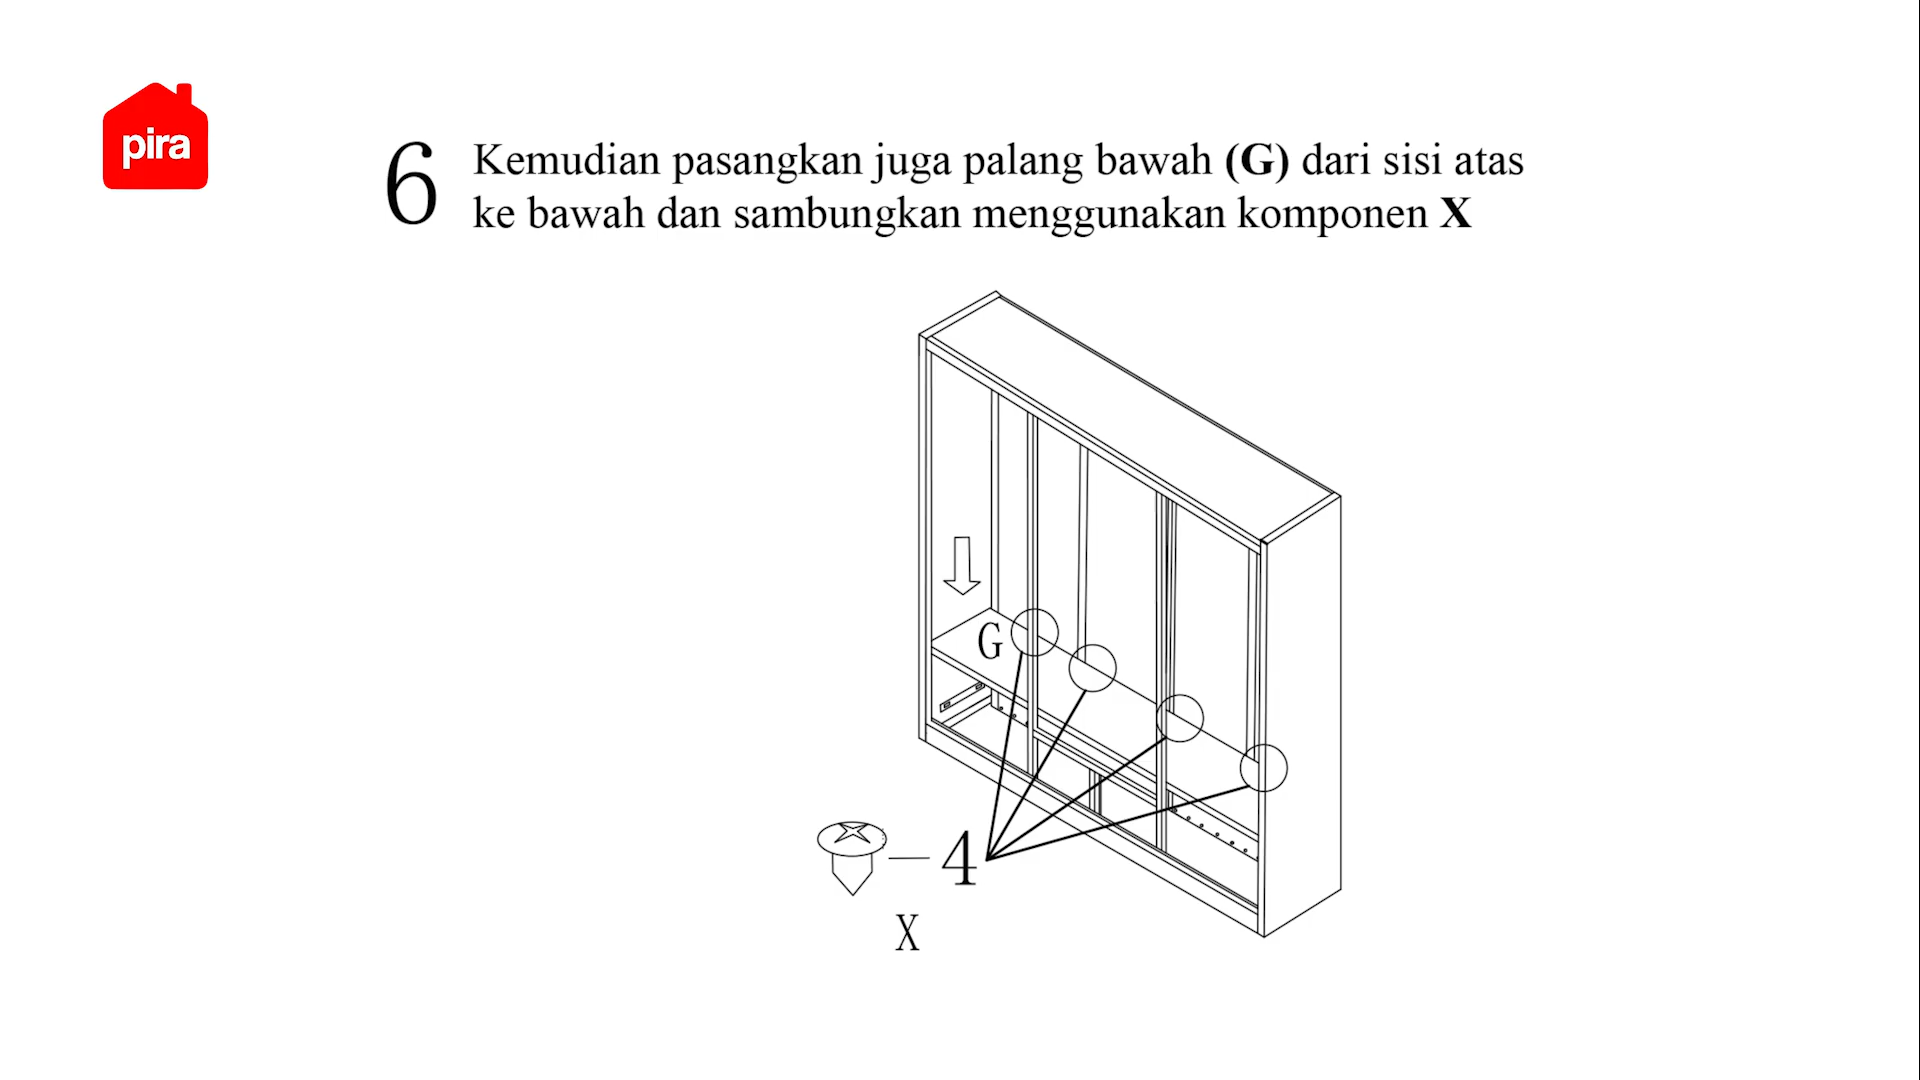 pira
6 Kemudian pasangkan juga palang bawah (G) dari sisi atas
ke bawah dan sambungkan menggunakan komponen X
G
4
X